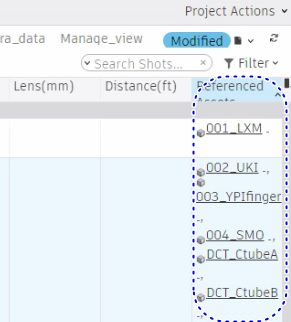 Project Actions
ra_data Manage_view Modified
Search Shots... × Filter
Lens(mm) Distance(ft) Referenced
Assets
001_LXM .
002_UKI .,
003_YPIfinger
.,
004_SMO .,
DCT_CtubeA
.,
DCT_CtubeB